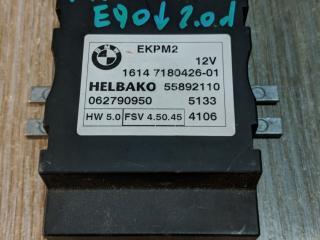 E90 2.0d
BMW
EKPM2
12V
1614 7180426-01
HELBAKO 55892110
062790950 5133
HW 5.0 FSV 4.50.45 4106